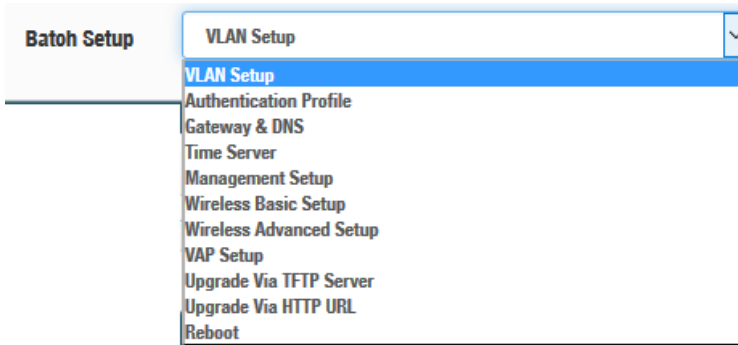 Batoh Setup
VLAN Setup
VLAN Setup
Authentication Profile
Gateway & DNS
Time Server
Management Setup
Wireless Basic Setup
Wireless Advanced Setup
VAP Setup
Upgrade Via TFTP Server
Upgrade Via HTTP URL
Reboot